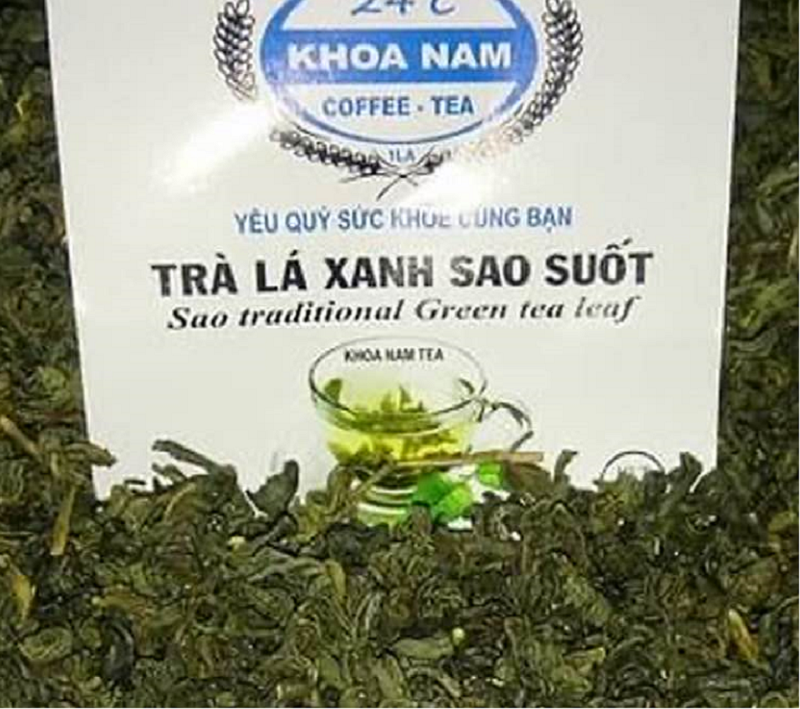 24℃
KHOA NAM
COFFEE - TEA
YÊU QUÝ SỨC KHỎE CÙNG BẠN
TRÀ LÁ XANH SAO SUỐT
Sao traditional Green tea leaf
KHOA NAM TEA